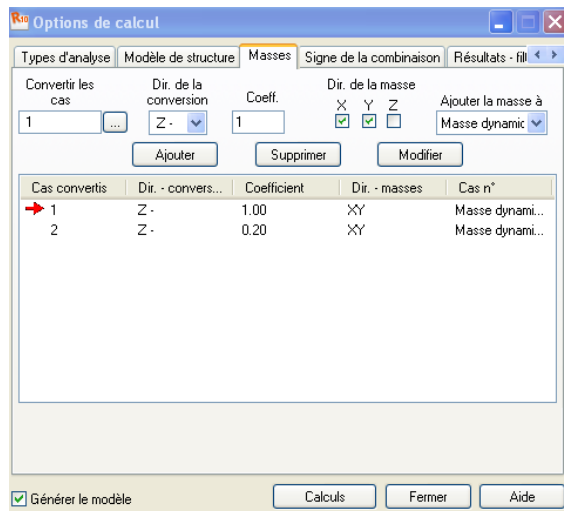 R10 Options de calcul
Types d'analyse Modèle de structure Masses Signe de la combinaison Résultats - filt
Convertir les cas
Dir. de la conversion
Coeff.
Dir. de la masse
X Y Z
Ajouter la masse à
1 ... Z - 1 Masse dynamic
Ajouter Supprimer Modifier
Cas convertis Dir. - convers... Coefficient Dir. - masses Cas n°
1 Z - 1.00 XY Masse dynami...
2 Z - 0.20 XY Masse dynami...
Générer le modèle Calculs Fermer Aide